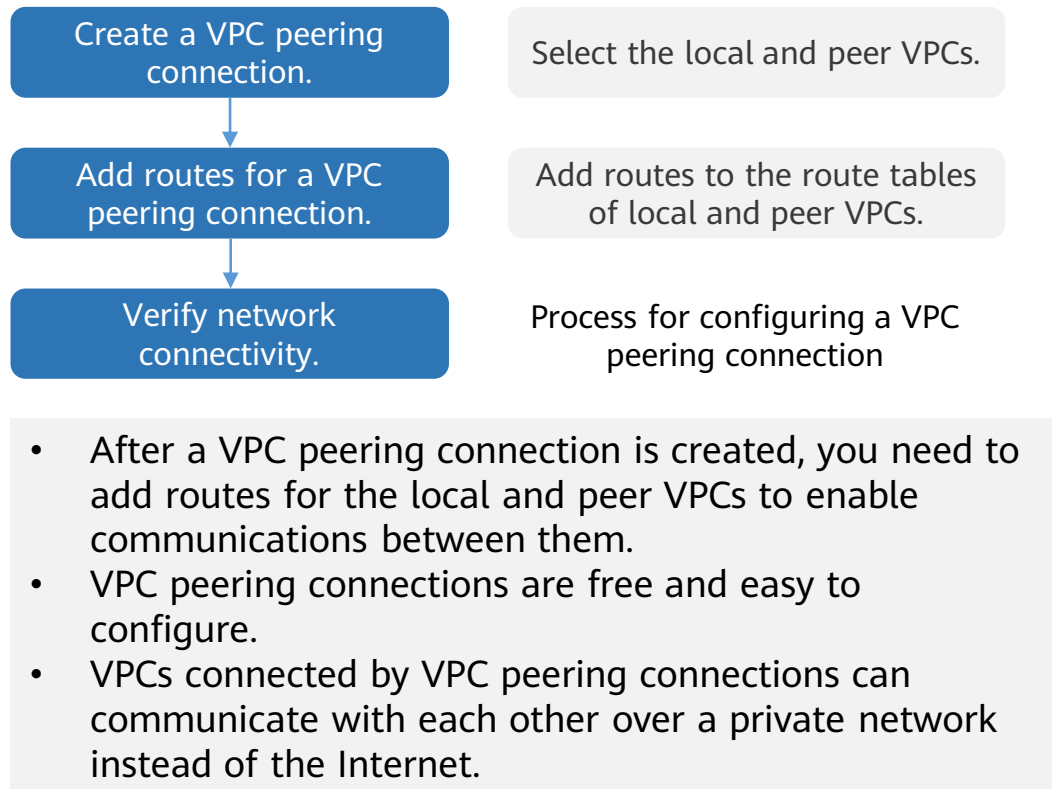 Create a VPC peering
connection.
Select the local and peer VPCs.
Add routes for a VPC
peering connection.
Add routes to the route tables
of local and peer VPCs.
Verify network
connectivity.
Process for configuring a VPC
peering connection
• After a VPC peering connection is created, you need to
add routes for the local and peer VPCs to enable
communications between them.
• VPC peering connections are free and easy to
configure.
• VPCs connected by VPC peering connections can
communicate with each other over a private network
instead of the Internet.